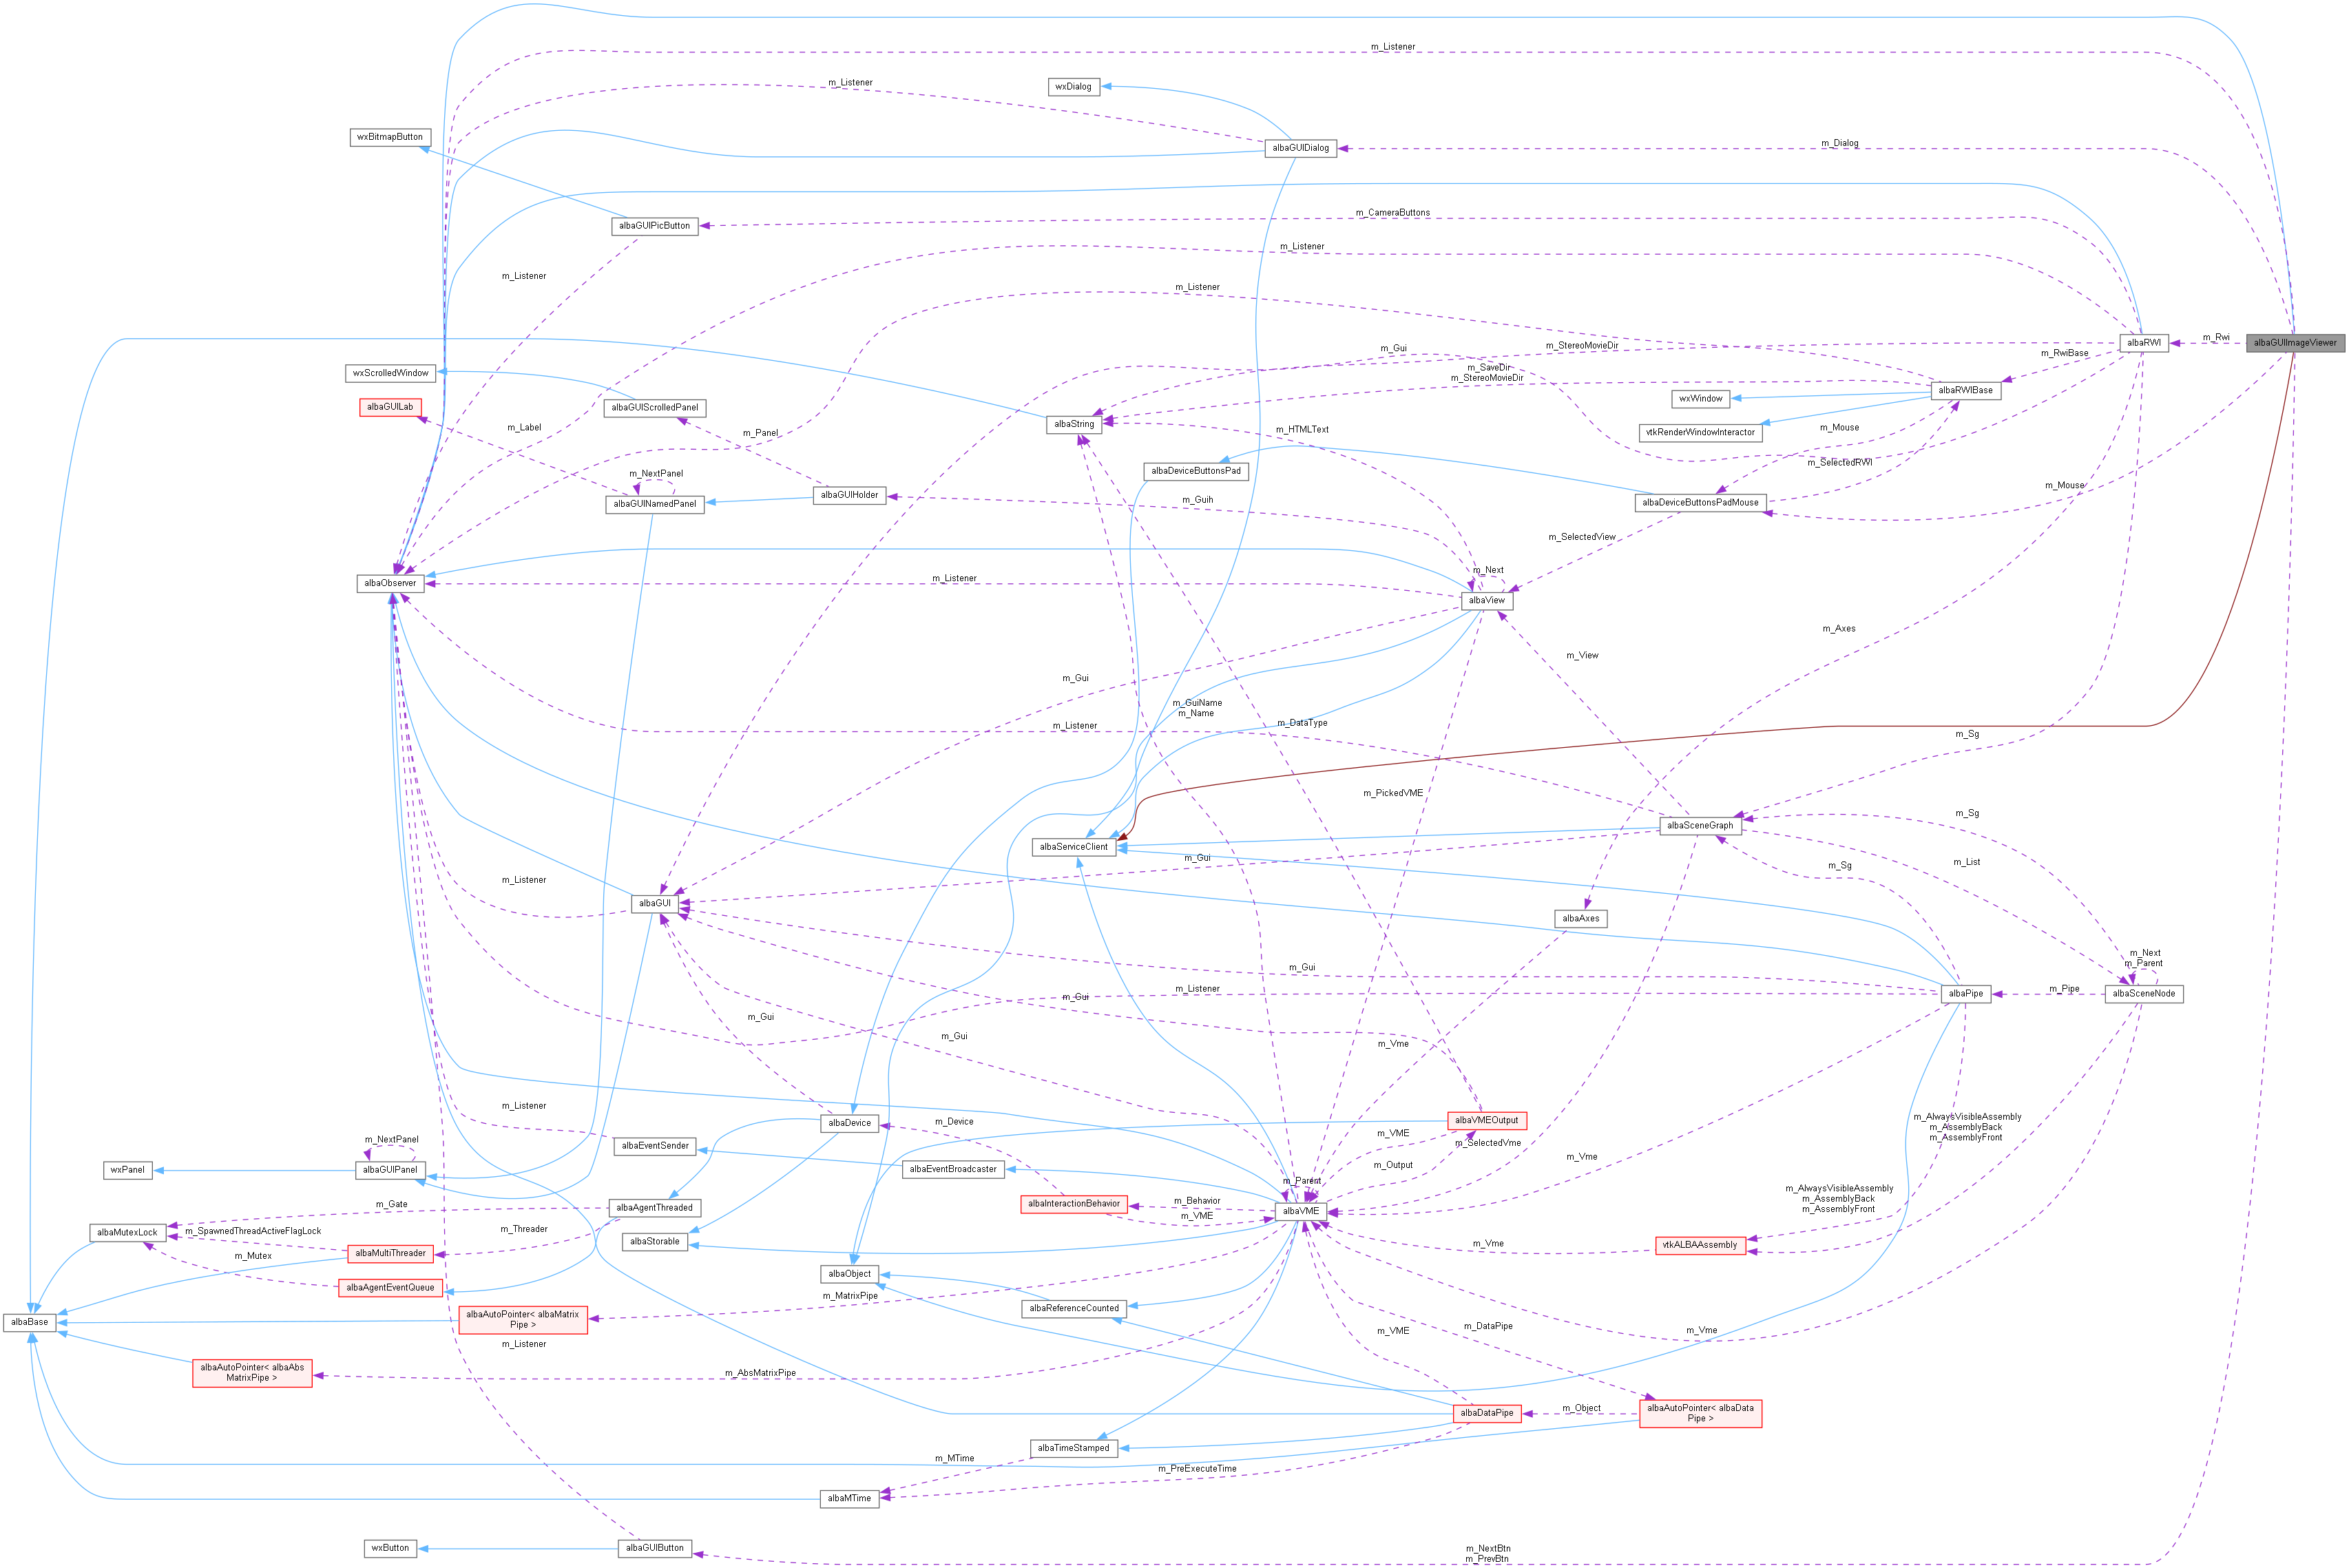 m_Listener
m_Listener
wxDialog
wxBitmapButton
albaGUIDialog
m_Dialog
m_CameraButtons
albaGUIPicButton
m_Listener
m_Listener
m_Listener
m_Rwi
albaRWI
albaGUIImageViewer
m_Gui
m_StereoMovieDir
m_RwiBase
wxScrolledWindow
m_SaveDir
m_StereoMovieDir
albaRWIBase
wxWindow
albaGUILab
albaGUIScrolledPanel
albaString
m_Label
m_Panel
m_HTMLText
m_Mouse
vtkRenderWindowInteractor
m_NextPanel
albaDeviceButtonsPad
m_SelectedRWI
m_Mouse
albaGUINamedPanel
albaGUIHolder
m_Guih
albaDeviceButtonsPadMouse
m_SelectedView
albaObserver
m_Listener
m_Next
albaView
m_Axes
m_View
m_Gui
m_GuiName
m_Name
m_Listener
m_DataType
m_Sg
m_PickedVME
albaServiceClient
albaSceneGraph
m_Sg
m_Gui
m_Sg
m_List
m_Listener
albaGUI
albaAxes
m_Next
m_Parent
m_Gui
m_Listener
m_Gui
albaPipe
m_Pipe
albaSceneNode
m_Gui
m_Gui
m_Vme
m_Listener
albaDevice
m_Device
albaVMEOutput
m_AlwaysVisibleAssembly
m_AssemblyBack
m_AssemblyFront
m_NextPanel
albaEventSender
m_VME
m_SelectedVme
wxPanel
albaGUIPanel
albaEventBroadcaster
m_Output
m_Vme
m_Parent
m_Gate
albaAgentThreaded
albaInteractionBehavior
m_Behavior
m_VME
albaVME
m_AlwaysVisibleAssembly
m_AssemblyBack
m_AssemblyFront
albaMutexLock
m_SpawnedThreadActiveFlagLock
m_Threader
albaStorable
albaMultiThreader
m_Mutex
m_Vme
vtkALBAAssembly
albaObject
albaAgentEventQueue
m_MatrixPipe
albaReferenceCounted
albaBase
albaAutoPointer< albaMatrix
Pipe >
m_VME
m_DataPipe
m_Vme
m_Listener
albaAutoPointer< albaAbs
MatrixPipe >
m_AbsMatrixPipe
albaDataPipe
m_Object
albaAutoPointer< albaData
Pipe >
albaTimeStamped
m_MTime
m_PreExecuteTime
albaMTime
wxButton
albaGUIButton
m_NextBtn
m_PrevBtn